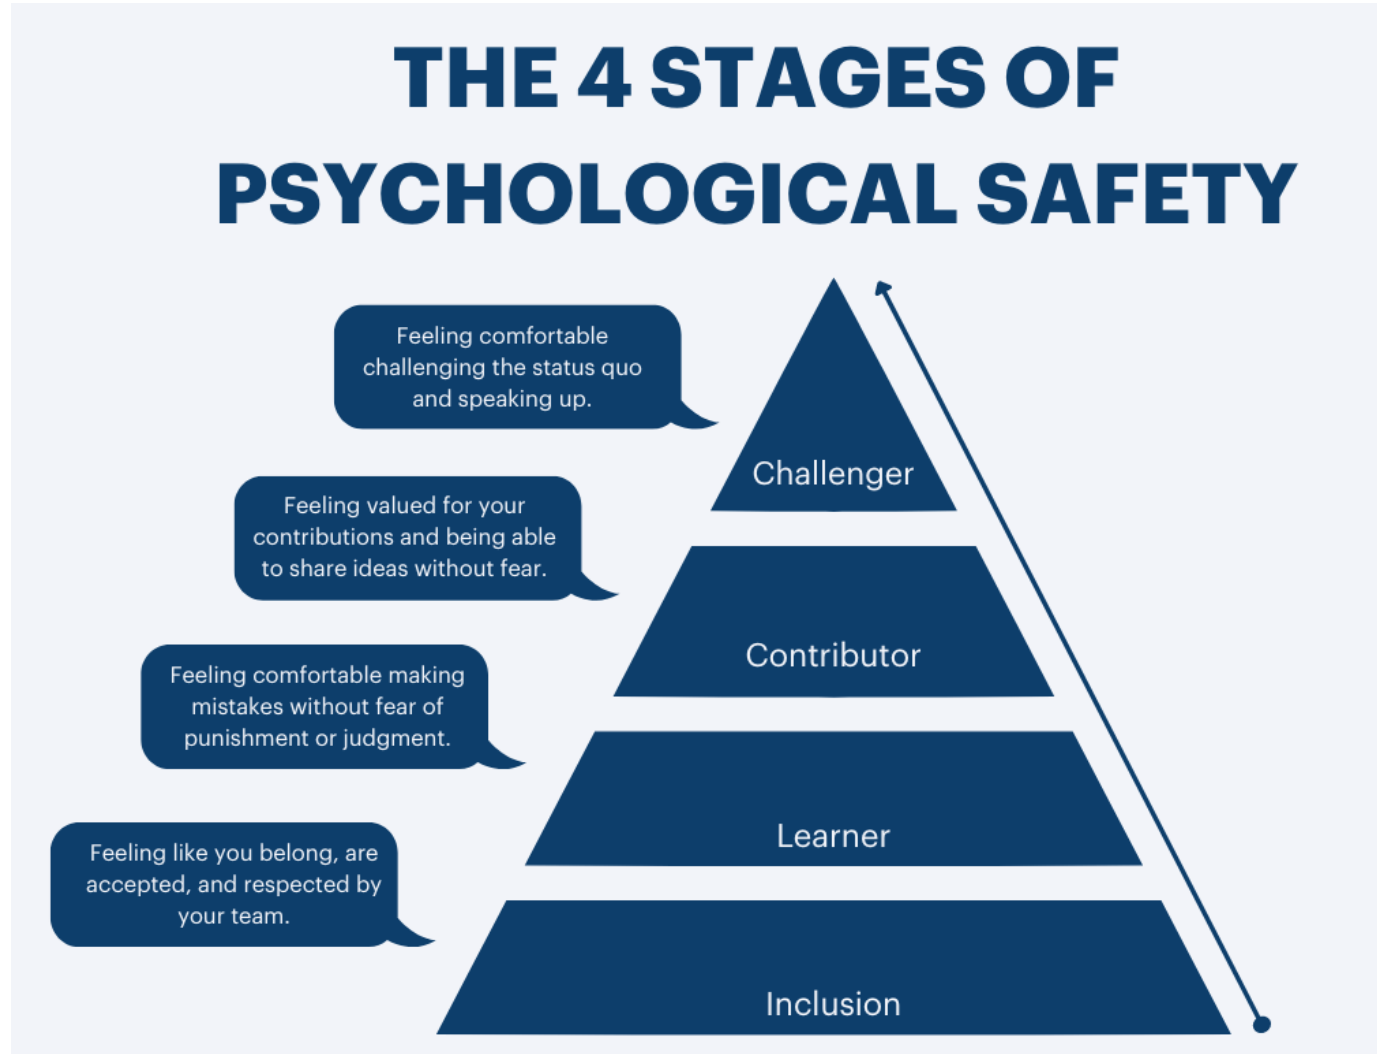 THE 4 STAGES OF
PSYCHOLOGICAL SAFETY
Feeling comfortable
challenging the status quo
and speaking up.
Challenger
Feeling valued for your
contributions and being able
to share ideas without fear.
Contributor
Feeling comfortable making
mistakes without fear of
punishment or judgment.
Learner
Feeling like you belong, are
accepted, and respected by
your team.
Inclusion